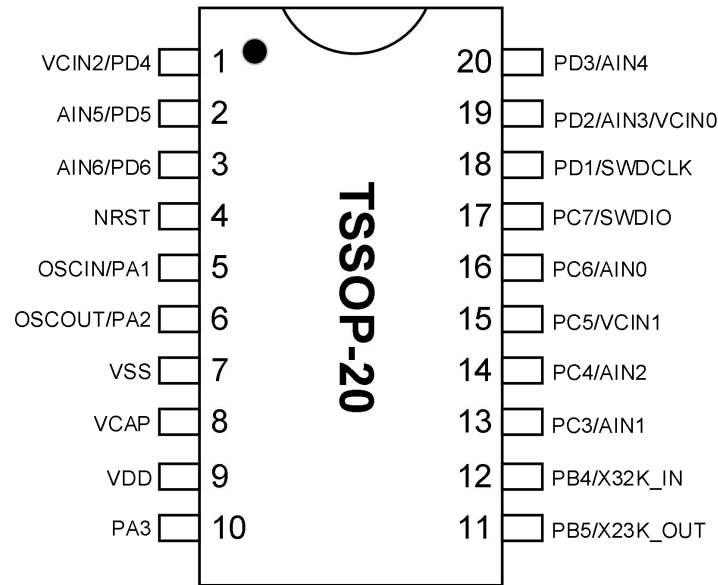 VCIN2/PD4 1 20 PD3/AIN4
AIN5/PD5 2 19 PD2/AIN3/VCIN0
AIN6/PD6 3 18 PD1/SWDCLK
NRST 4 17 PC7/SWDIO
OSCIN/PA1 5 16 PC6/AIN0
OSCOUT/PA2 6 15 PC5/VCIN1
VSS 7 14 PC4/AIN2
VCAP 8 13 PC3/AIN1
VDD 9 12 PB4/X32K_IN
PA3 10 11 PB5/X23K_OUT
TSSOP-20